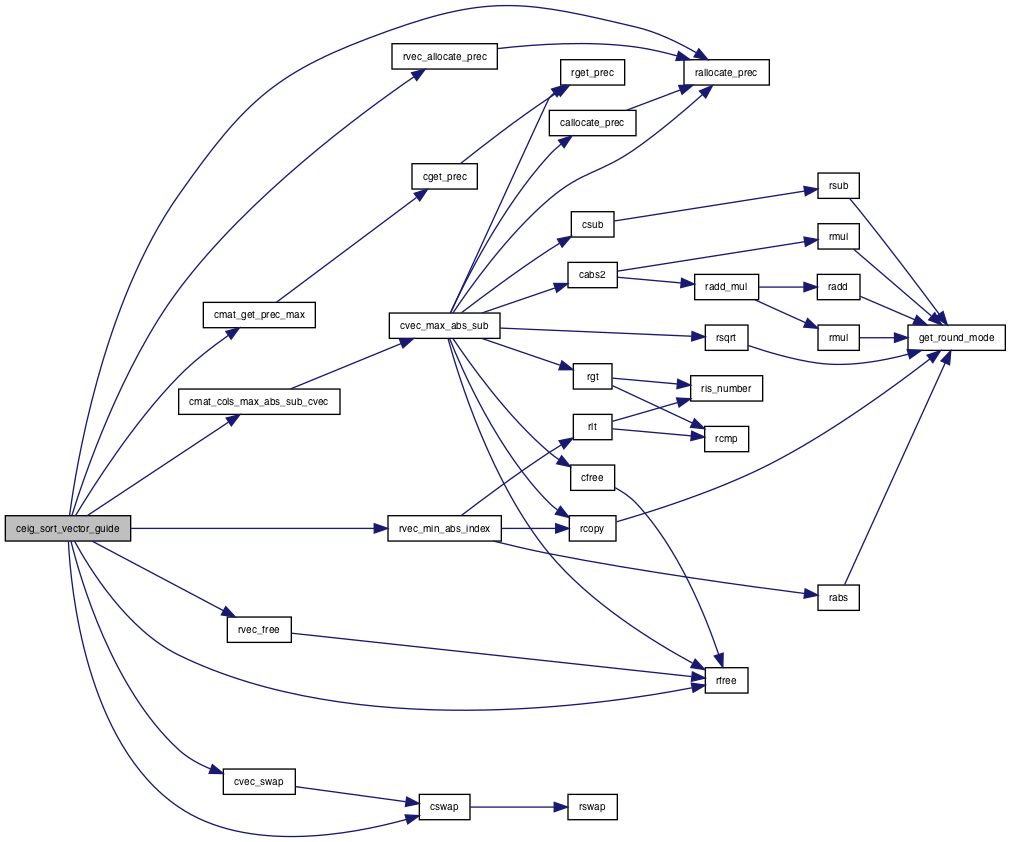 rvec_allocate_prec
rget_prec
rallocate_prec
callocate_prec
cget_prec
rsub
csub
rmul
cabs2
radd_mul
radd
cmat_get_prec_max
cvec_max_abs_sub
rsqrt
rmul
get_round_mode
rgt
ris_number
cmat_cols_max_abs_sub_cvec
rlt
rcmp
cfree
ceig_sort_vector_guide
rvec_min_abs_index
rcopy
rabs
rvec_free
rfree
cvec_swap
cswap
rswap